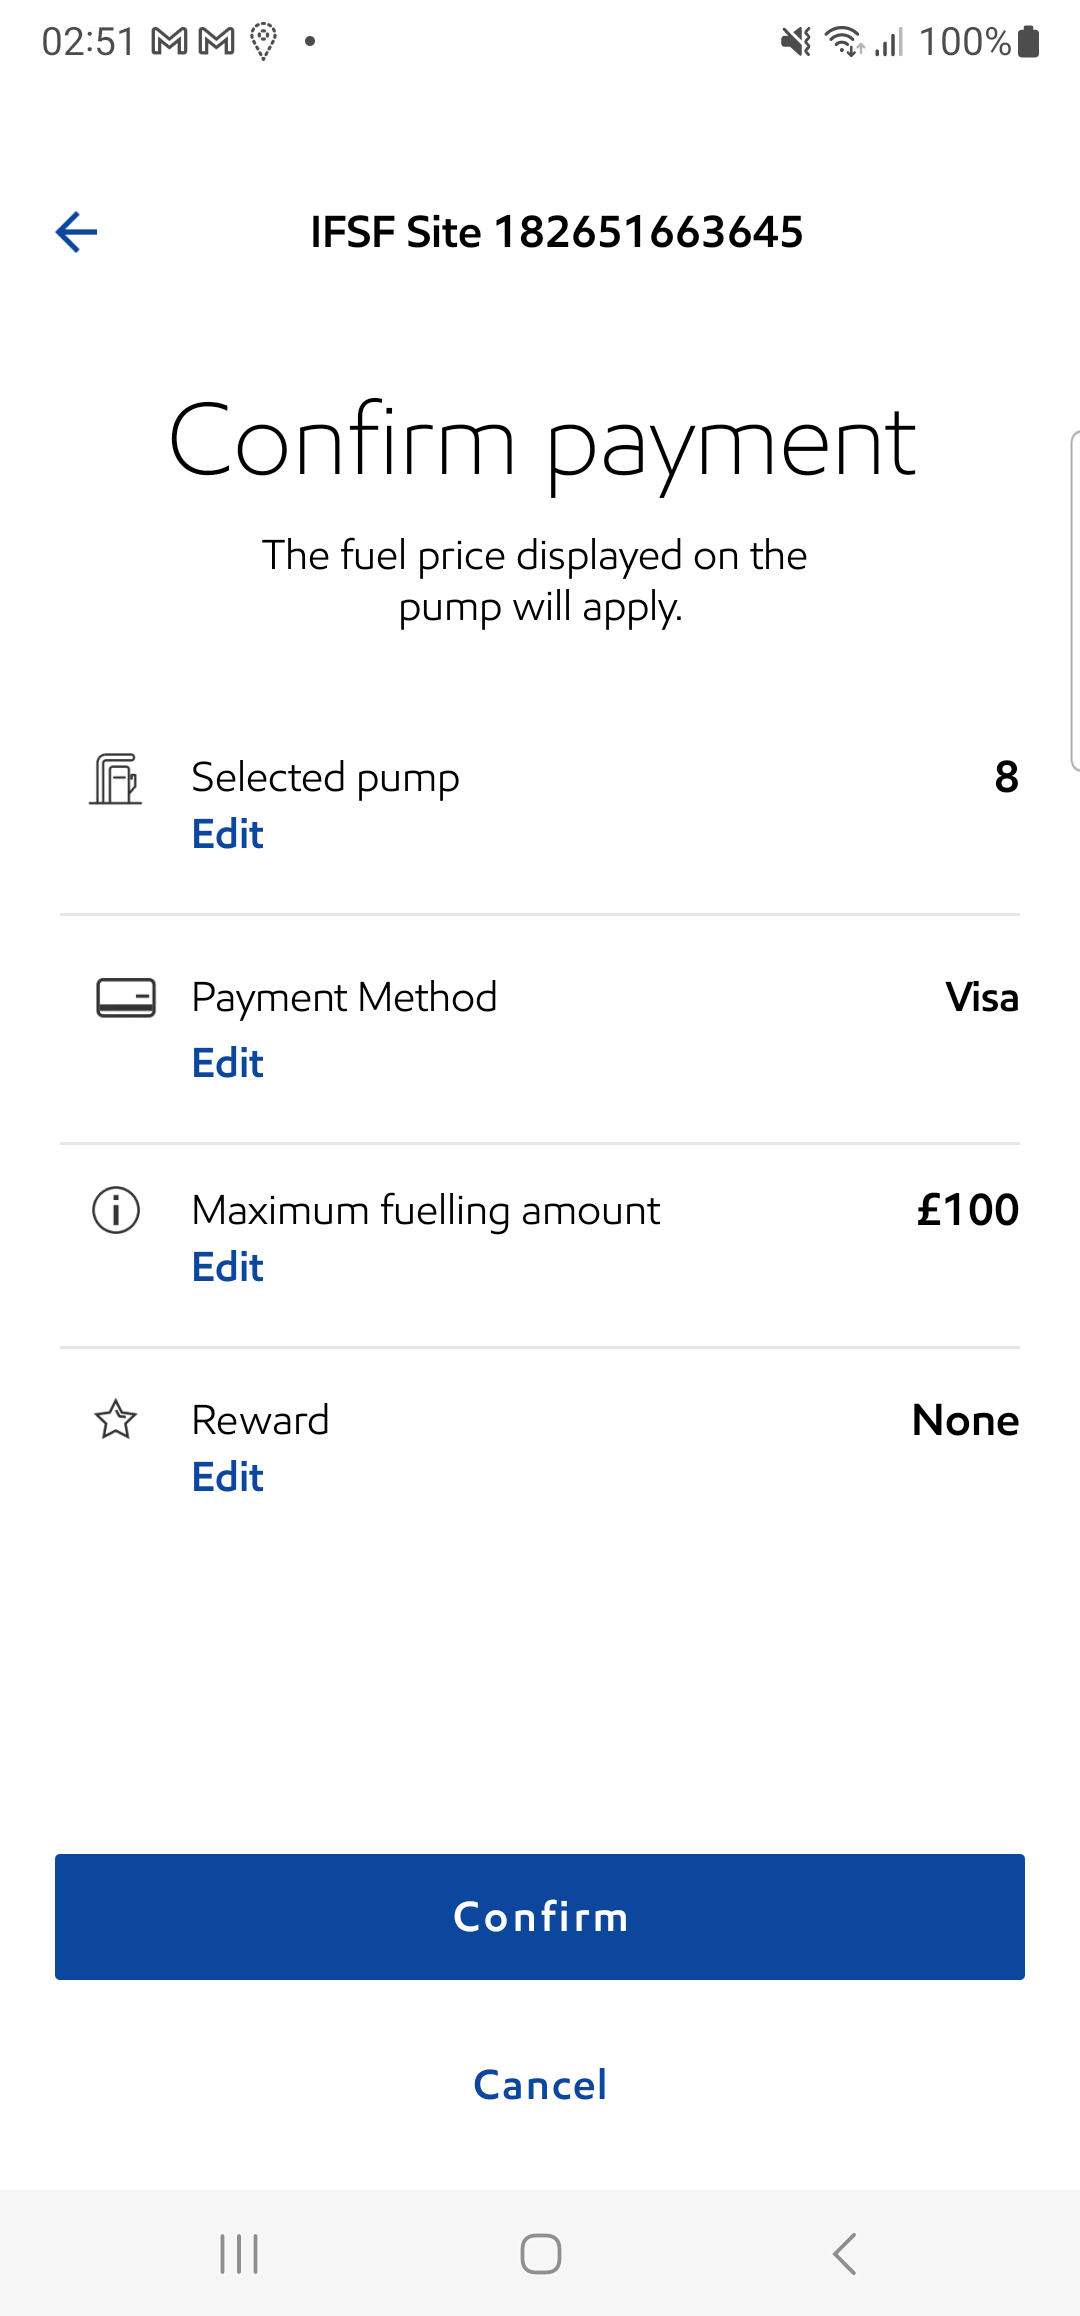 02:51
100%
IFSF Site 182651663645
Confirm payment
The fuel price displayed on the
pump will apply.
Selected pump 8
Edit
Payment Method Visa
Edit
Maximum fuelling amount £100
Edit
Reward None
Edit
Confirm
Cancel